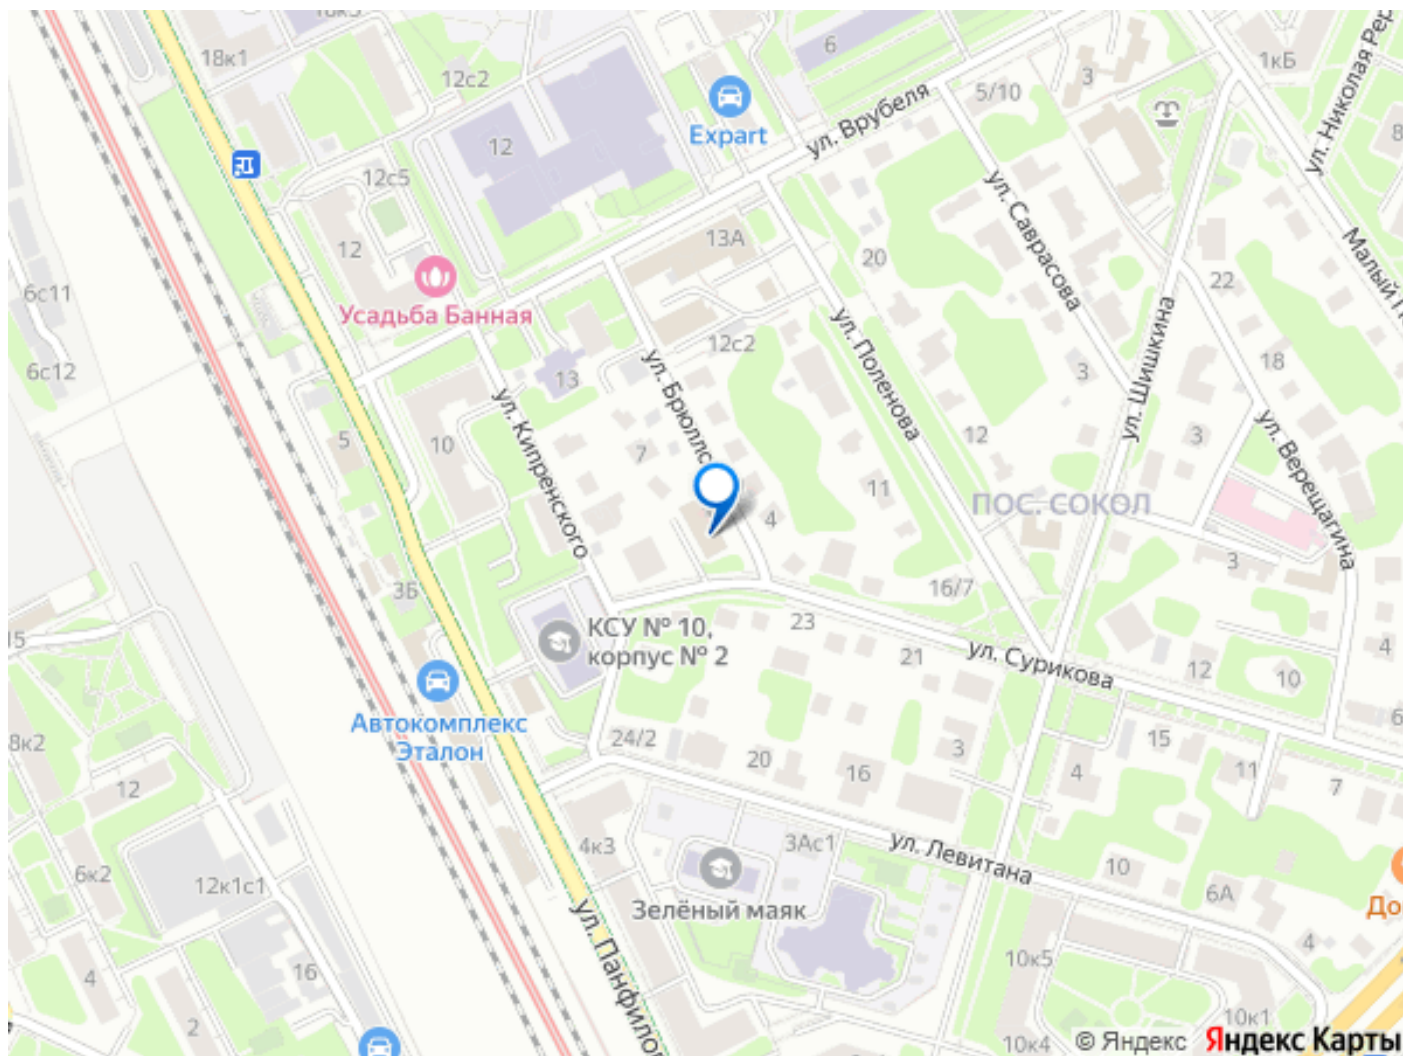 18к1
12с2
6
3
1кБ
5/10
ул. Николая Реп
8
Expart
ул. Врубеля
12
12с5
ул. Саврасова
13А
12
20
Малый П
22
6с11
Усадьба Банная
ул. Поленова
ул. Шишкина
12с2
6с12
ул. Брюллс
18
3
13
ул. Кипренского
5
10
7
12
3
ул. Верещагина
11
ПОС. СОКОЛ
4
3
3Б
16/7
15
КСУ № 10,
корпус № 2
23
21
ул. Сурикова
12
10
4
6
Автокомплекс
Эталон
8к2
24/2
20
16
3
4
15
11
7
12
4к3
3Ас1
ул. Левитана
10
6А
6к2
12к1с1
Зелёный маяк
До
4
ул. Панфилов
10к5
4
16
2
10к1
10к4
© Яндекс
Яндекс Карты